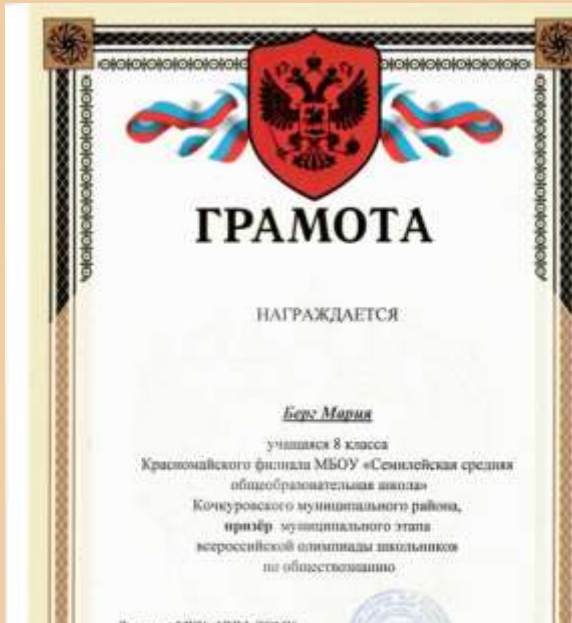 ГРАМОТА
НАГРАЖДАЕТСЯ
Берг Мария
учащаяся 8 класса
Красномайского филиала МБОУ «Семилейская средняя
общеобразовательная школа»
Кочкуровского муниципального района,
призёр муниципального этапа
всероссийской олимпиады школьников
по обществознанию